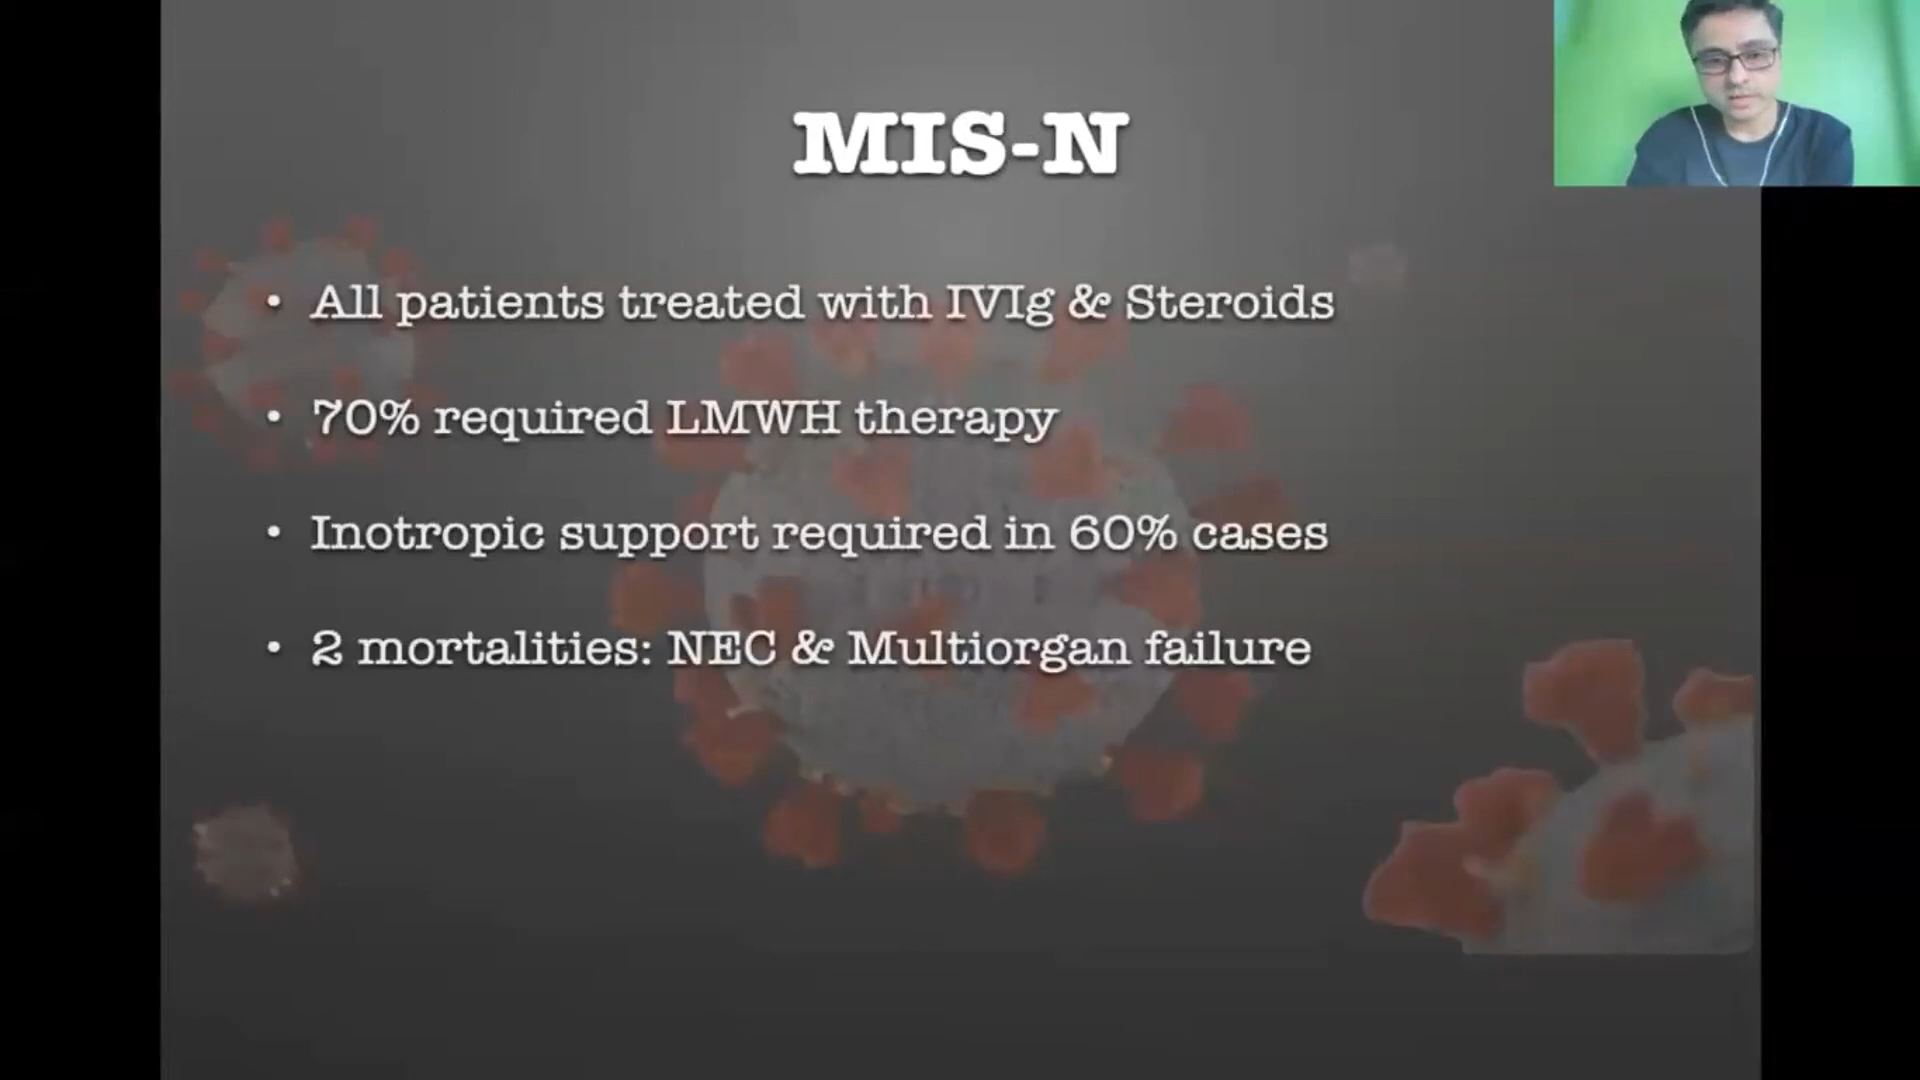 MIS-N
• All patients treated with IVIg & Steroids
• 70% required LMWH therapy
• Inotropic support required in 60% cases
• 2 mortalities: NEC & Multiorgan failure